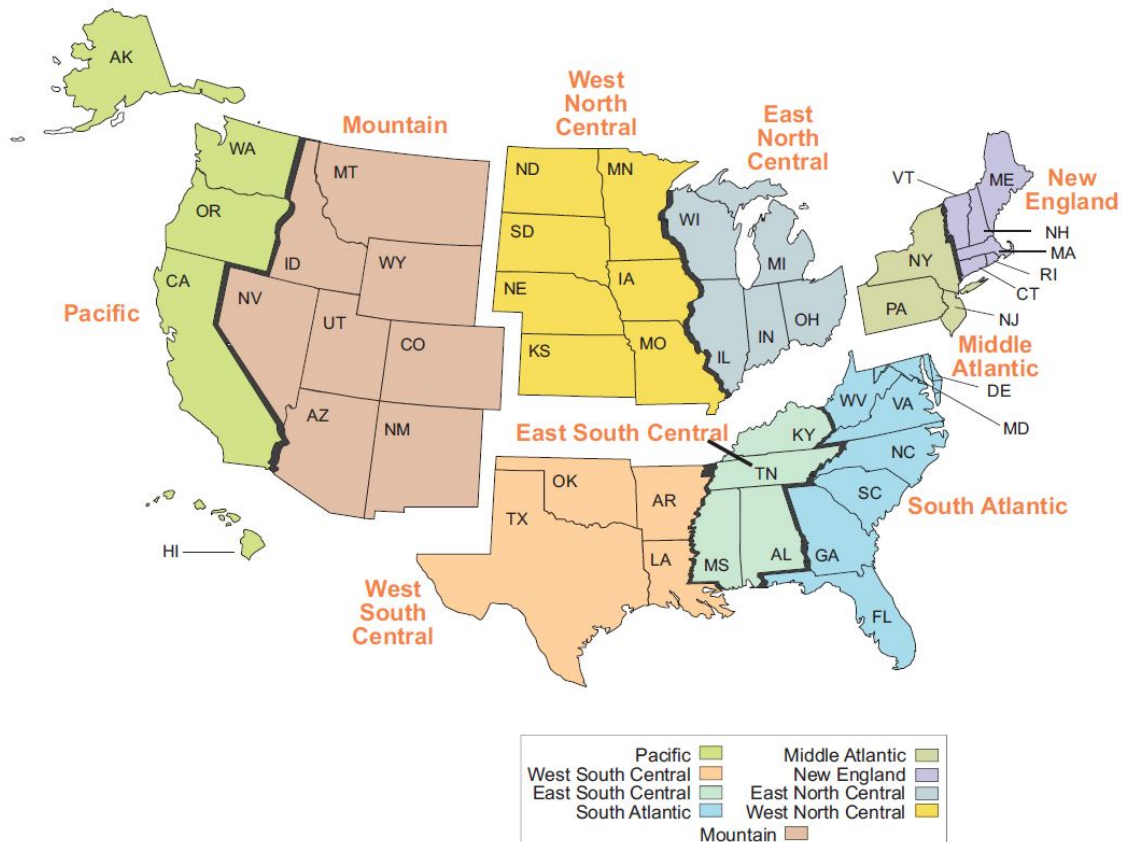 AK
West
North
Central
East
North
Central
Mountain
WA
MT
ND
MN
VT
ME
New
England
OR
SD
WI
NH
MA
ID
WY
MI
NY
RI
CA
NV
NE
IA
CT
Pacific
UT
CO
KS
MO
IL
IN
OH
PA
NJ
Middle
Atlantic
DE
AZ
NM
East South Central
KY
WV
VA
MD
OK
AR
TN
NC
TX
SC
South Atlantic
HI
LA
MS
AL
GA
West
South
Central
FL
Pacific
West South Central
East South Central
South Atlantic
Middle Atlantic
New England
East North Central
West North Central
Mountain